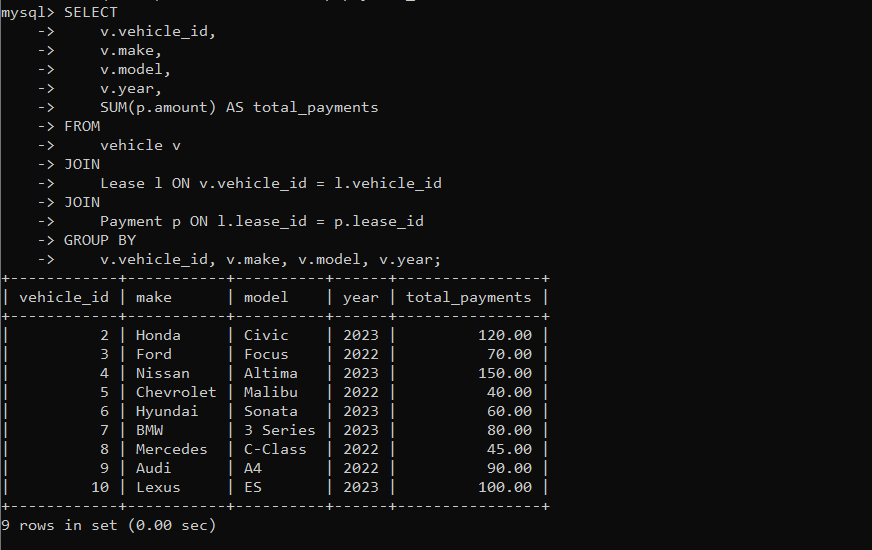 mysql> SELECT
    ->     v.vehicle_id,
    ->     v.make,
    ->     v.model,
    ->     v.year,
    ->     SUM(p.amount) AS total_payments
    -> FROM
    ->     vehicle v
    -> JOIN
    ->     Lease l ON v.vehicle_id = l.vehicle_id
    -> JOIN
    ->     Payment p ON l.lease_id = p.lease_id
    -> GROUP BY
    ->     v.vehicle_id, v.make, v.model, v.year;
+------------+-----------+----------+------+----------------+
| vehicle_id | make      | model    | year | total_payments |
+------------+-----------+----------+------+----------------+
|          2 | Honda     | Civic    | 2023 |         120.00 |
|          3 | Ford      | Focus    | 2022 |          70.00 |
|          4 | Nissan    | Altima   | 2023 |         150.00 |
|          5 | Chevrolet | Malibu   | 2022 |          40.00 |
|          6 | Hyundai   | Sonata   | 2023 |          60.00 |
|          7 | BMW       | 3 Series | 2023 |          80.00 |
|          8 | Mercedes  | C-Class  | 2022 |          45.00 |
|          9 | Audi      | A4       | 2022 |          90.00 |
|         10 | Lexus     | ES       | 2023 |         100.00 |
+------------+-----------+----------+------+----------------+
9 rows in set (0.00 sec)